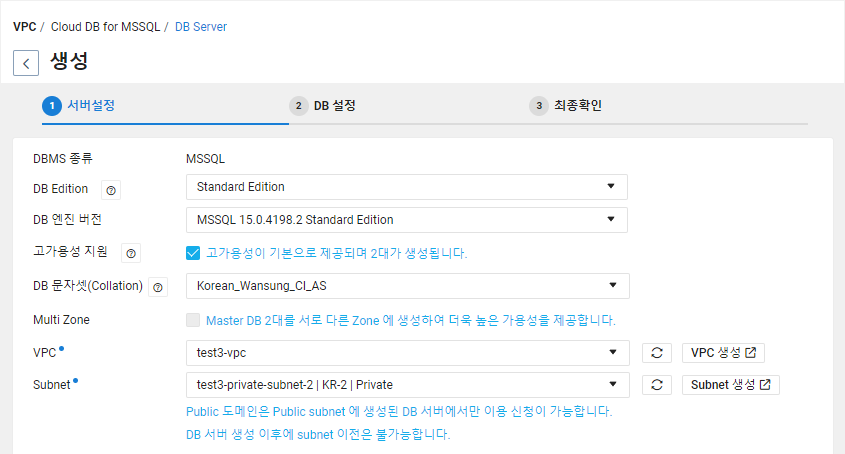 VPC / Cloud DB for MSSQL / DB Server
생성
1 서버설정 2 DB 설정 3 최종확인
DBMS 종류 MSSQL
DB Edition Standard Edition
DB 엔진 버전 MSSQL 15.0.4198.2 Standard Edition
고가용성 지원 고가용성이 기본으로 제공되며 2대가 생성됩니다.
DB 문자셋(Collation) Korean_Wansung_CI_AS
Multi Zone Master DB 2대를 서로 다른 Zone 에 생성하여 더욱 높은 가용성을 제공합니다.
VPC test3-vpc VPC 생성
Subnet test3-private-subnet-2 | KR-2 | Private Subnet 생성
Public 도메인은 Public subnet 에 생성된 DB 서버에서만 이용 신청이 가능합니다.
DB 서버 생성 이후에 subnet 이전은 불가능합니다.